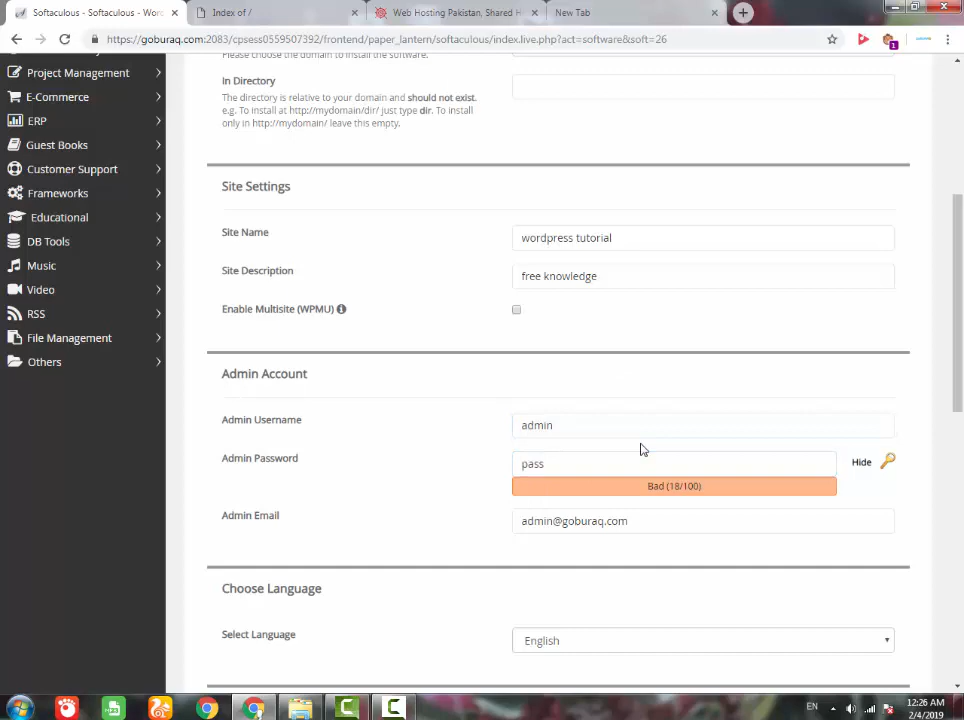 Softaculous - Softaculous - Wor
Index of /
Web Hosting Pakistan, Shared H
New Tab
https://goburaq.com:2083/cpsess0559507392/frontend/paper_lantern/softaculous/index.live.php?act=software&soft=26
1
Project Management
E-Commerce
ERP
Guest Books
Customer Support
Frameworks
Educational
DB Tools
Music
Video
RSS
File Management
Others
Please choose the domain to install the software.
In Directory
The directory is relative to your domain and should not exist.
e.g. To install at http://mydomain/dir/ just type dir. To install
only in http://mydomain/ leave this empty.
Site Settings
Site Name
wordpress tutorial
Site Description
free knowledge
Enable Multisite (WPMU)
Admin Account
Admin Username
admin
Admin Password
pass
Hide
Bad (18/100)
Admin Email
admin@goburaq.com
Choose Language
Select Language
English
EN
12:26 AM
2/4/2019